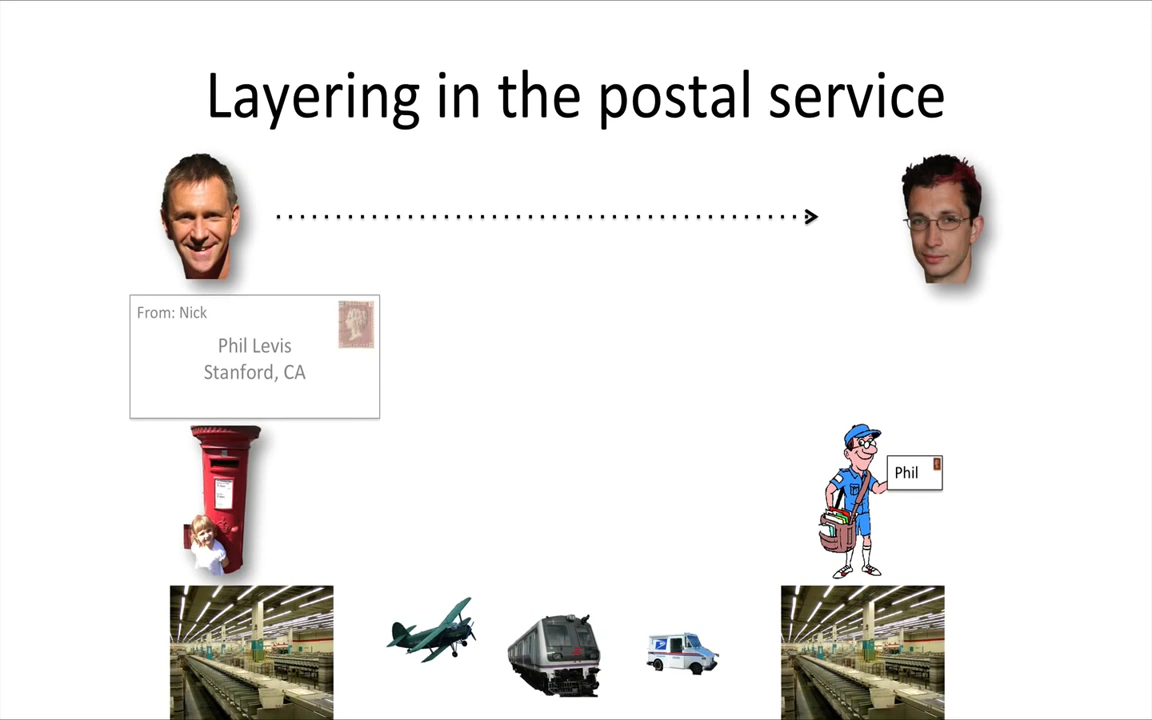 Layering in the postal service
From: Nick
Phil Levis
Stanford, CA
Phil